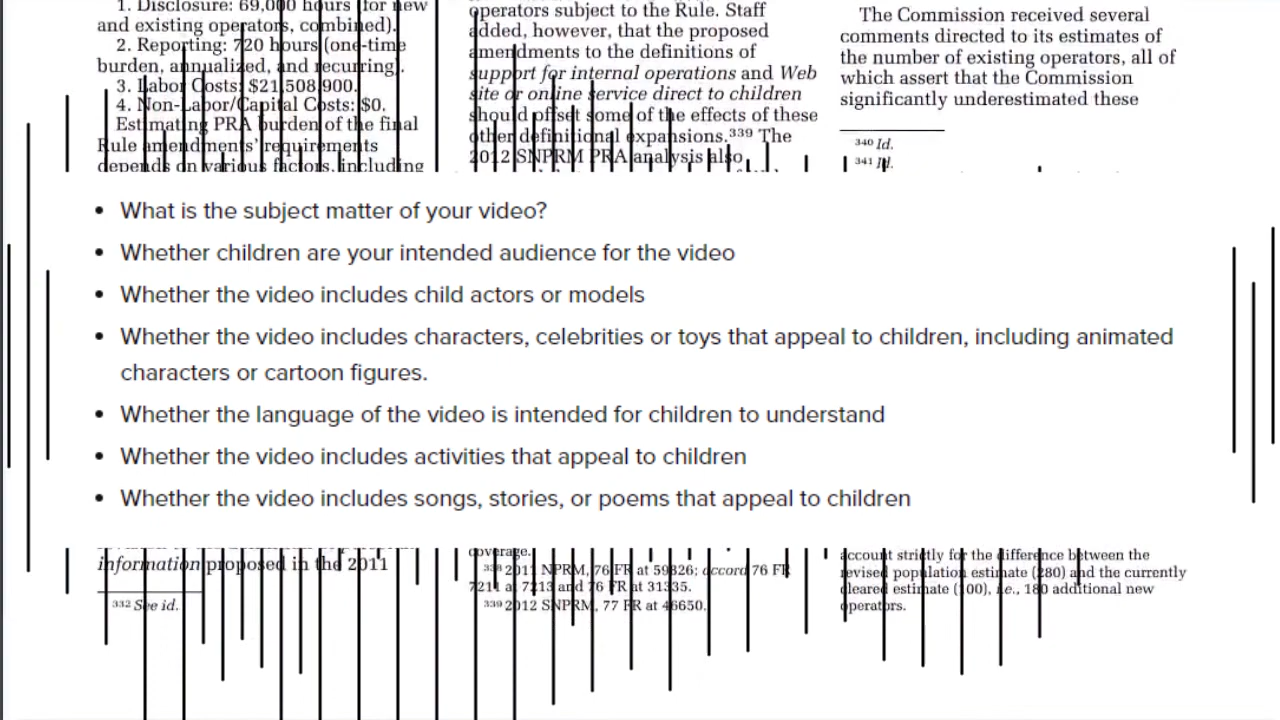 1. Disclosure: 69,000 hours (for new
and existing operators, combined).
2. Reporting: 720 hours (one-time
burden, annualized, and recurring).
3. Labor Costs: $21,508,900.
4. Non-Labor/Capital Costs: $0.
Estimating PRA burden of the final
Rule amendments' requirements
depends on various factors, including
operators subject to the Rule. Staff
added, however, that the proposed
amendments to the definitions of
support for internal operations and Web
site or online service direct to children
should offset some of the effects of these
other definitional expansions.339 The
2012 SNPRM PRA analysis also
The Commission received several
comments directed to its estimates of
the number of existing operators, all of
which assert that the Commission
significantly underestimated these
340 Id.
341 Id.
• What is the subject matter of your video?
• Whether children are your intended audience for the video
• Whether the video includes child actors or models
• Whether the video includes characters, celebrities or toys that appeal to children, including animated
characters or cartoon figures.
• Whether the language of the video is intended for children to understand
• Whether the video includes activities that appeal to children
• Whether the video includes songs, stories, or poems that appeal to children
information proposed in the 2011
332 See id.
coverage.
338 2011 NPRM, 76 FR at 59826; accord 76 FR
7211 at 7213 and 76 FR at 31335.
339 2012 SNPRM, 77 FR at 46650.
account strictly for the difference between the
revised population estimate (280) and the currently
cleared estimate (100), i.e., 180 additional new
operators.